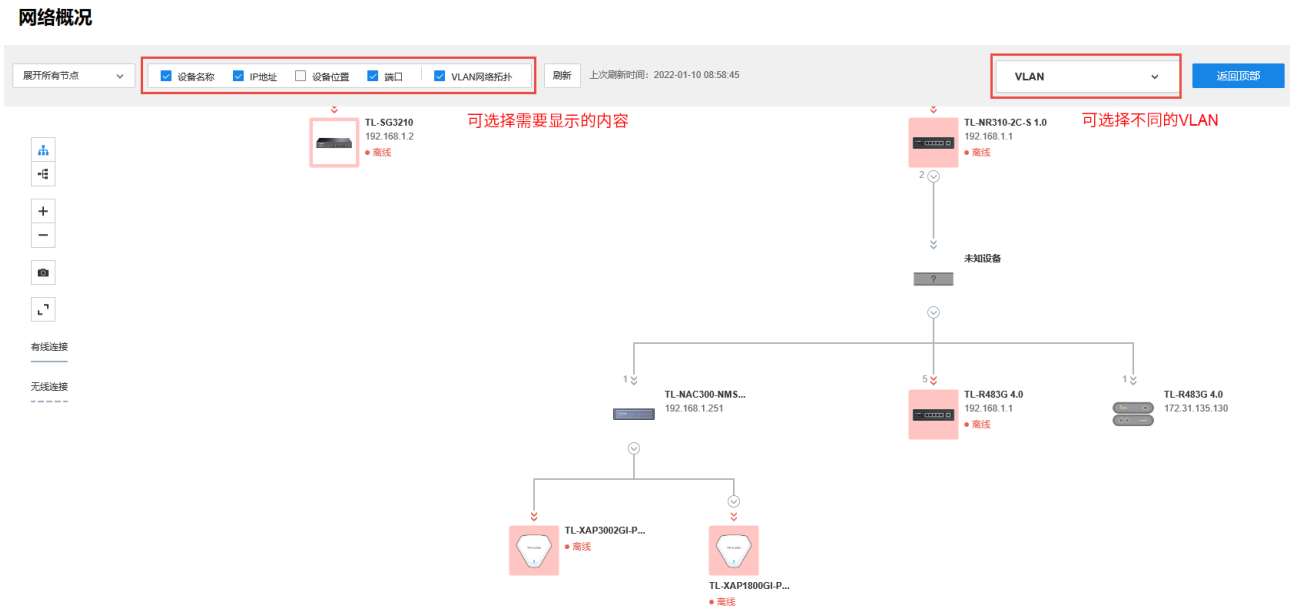 网络概况
展开所有节点
设备名称 IP地址 设备位置 端口 VLAN网络拓扑
刷新
上次刷新时间：2022-01-10 08:58:45
VLAN
返回顶部
可选择需要显示的内容
可选择不同的VLAN
TL-SG3210
192.168.1.2
离线
TL-NR310-2C-S 1.0
192.168.1.1
离线
2
未知设备
?
有线连接
无线连接
1
TL-NAC300-NMS...
192.168.1.251
5
TL-R483G 4.0
192.168.1.1
离线
1
TL-R483G 4.0
172.31.135.130
TL-XAP3002GI-P...
离线
TL-XAP1800GI-P...
离线